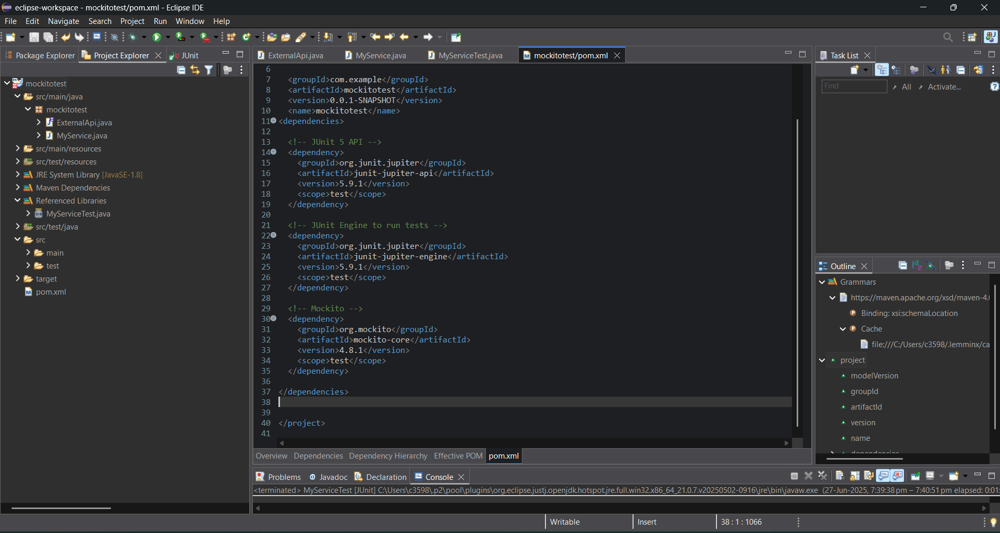 eclipse-workspace - mockitotest/pom.xml - Eclipse IDE
File Edit Navigate Search Project Run Window Help
Package Explorer Project Explorer JUnit
mockitotest
src/main/java
mockitotest
ExternalApi.java
MyService.java
src/main/resources
src/test/resources
JRE System Library [JavaSE-1.8]
Maven Dependencies
Referenced Libraries
MyServiceTest.java
src/test/java
src
main
test
target
pom.xml
ExternalApi.java MyService.java MyServiceTest.java mockitotest/pom.xml
6
7 <groupId>com.example</groupId>
8 <artifactId>mockitotest</artifactId>
9 <version>0.0.1-SNAPSHOT</version>
10 <name>mockitotest</name>
11 <dependencies>
12
13 <!-- JUnit 5 API -->
14 <dependency>
15 <groupId>org.junit.jupiter</groupId>
16 <artifactId>junit-jupiter-api</artifactId>
17 <version>5.9.1</version>
18 <scope>test</scope>
19 </dependency>
20
21 <!-- JUnit Engine to run tests -->
22 <dependency>
23 <groupId>org.junit.jupiter</groupId>
24 <artifactId>junit-jupiter-engine</artifactId>
25 <version>5.9.1</version>
26 <scope>test</scope>
27 </dependency>
28
29 <!-- Mockito -->
30 <dependency>
31 <groupId>org.mockito</groupId>
32 <artifactId>mockito-core</artifactId>
33 <version>4.8.1</version>
34 <scope>test</scope>
35 </dependency>
36
37 </dependencies>
38
39
40 </project>
41
Overview Dependencies Dependency Hierarchy Effective POM pom.xml
Task List
Find All Activate...
Outline
Grammars
https://maven.apache.org/xsd/maven-4.
Binding: xsi:schemaLocation
Cache
file:///C:/Users/c3598/.lemminx/ca
project
modelVersion
groupId
artifactId
version
name
dependencies
Problems Javadoc Declaration Console
<terminated> MyServiceTest [JUnit] C:\Users\c3598\.p2\pool\plugins\org.eclipse.justj.openjdk.hotspot.jre.full.win32.x86_64_21.0.7.v20250502-0916\jre\bin\javaw.exe (27-Jun-2025, 7:39:38 pm – 7:40:51 pm elapsed: 0:01:
Writable Insert 38 : 1 : 1066